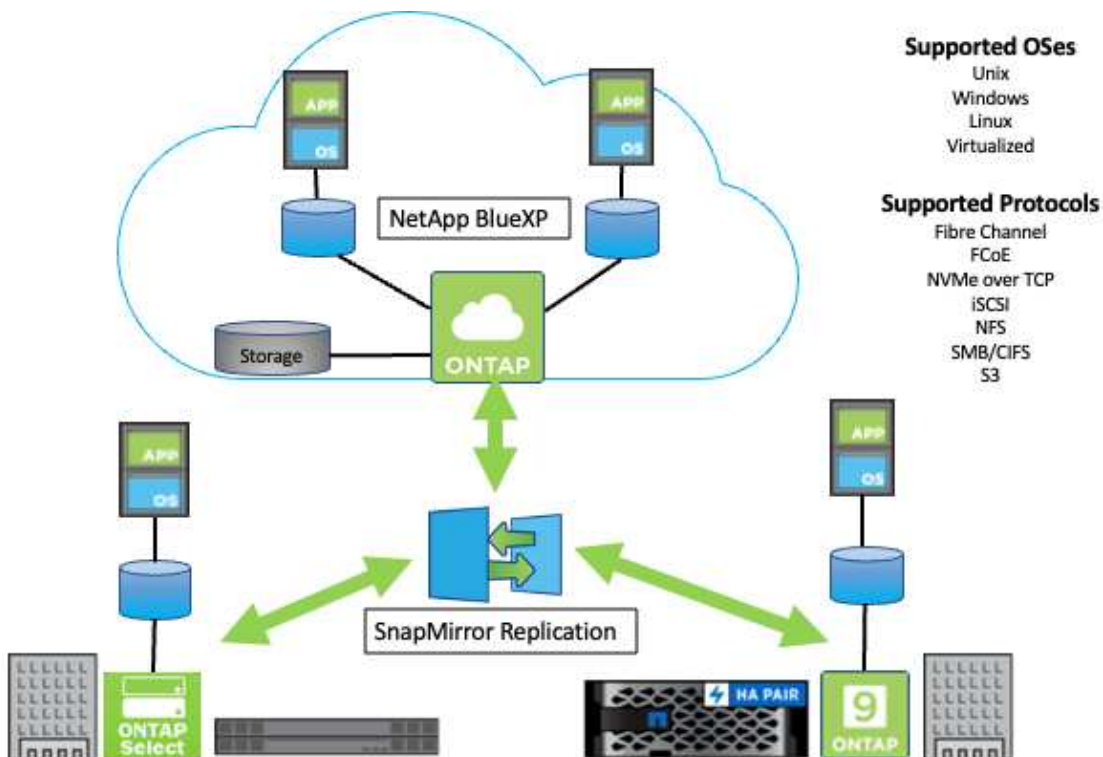 Supported OSes
Unix
Windows
Linux
Virtualized
Supported Protocols
Fibre Channel
FCoE
NVMe over TCP
iSCSI
NFS
SMB/CIFS
S3
APP
OS
APP
OS
NetApp BlueXP
Storage
ONTAP
APP
OS
APP
OS
SnapMirror Replication
ONTAP
Select
HA PAIR
9
ONTAP